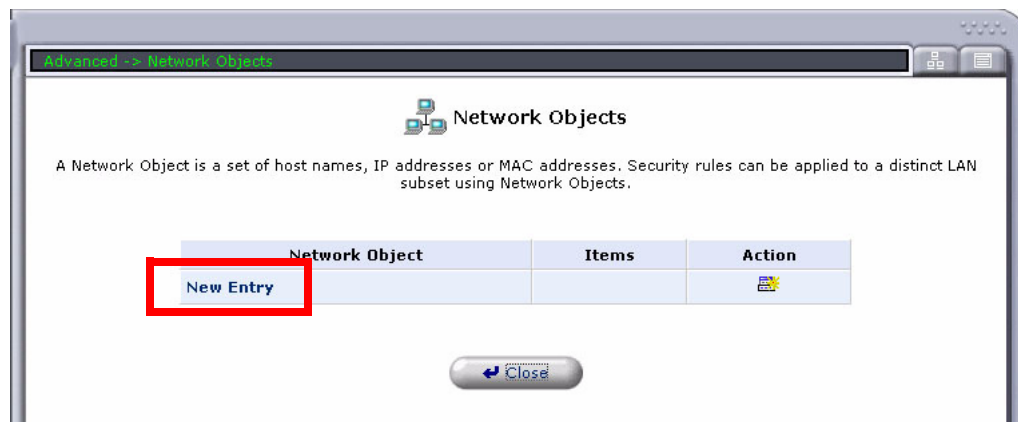 Advanced -> Network Objects
Network Objects
A Network Object is a set of host names, IP addresses or MAC addresses. Security rules can be applied to a distinct LAN
subset using Network Objects.
Network Object Items Action
New Entry
Close